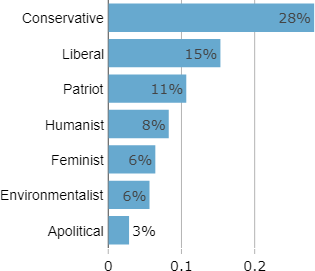 Conservative 28%
Liberal 15%
Patriot 11%
Humanist 8%
Feminist 6%
Environmentalist 6%
Apolitical 3%
0 0.1 0.2